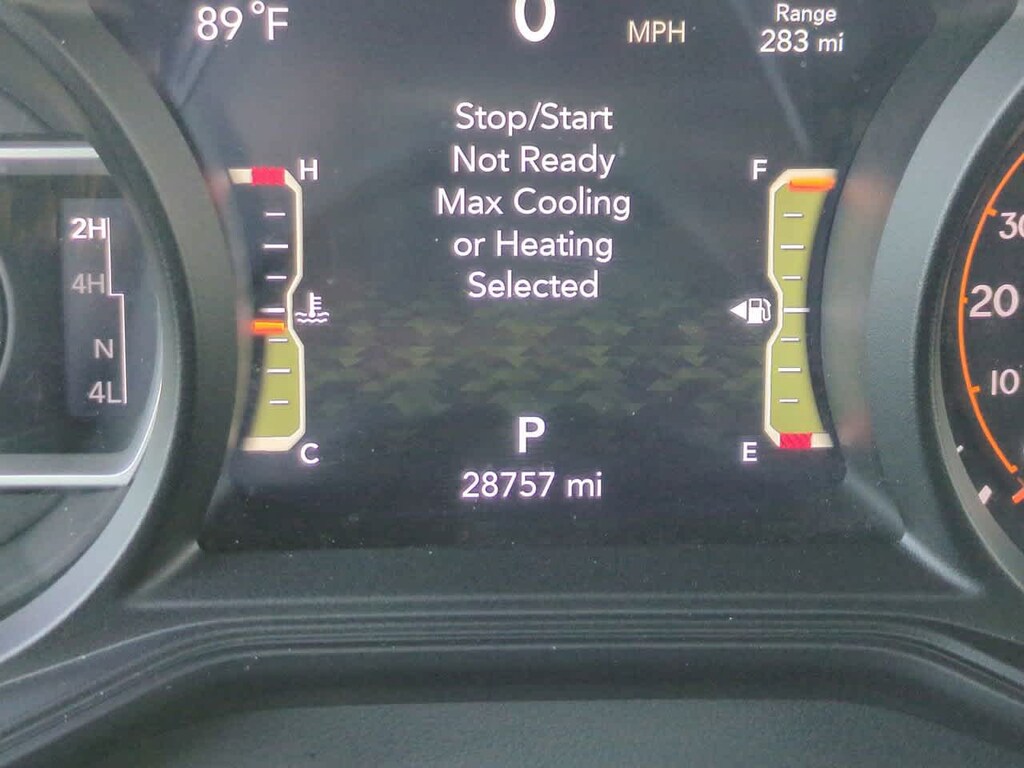 89°F
0
MPH
Range
283 mi
Stop/Start
Not Ready
Max Cooling
or Heating
Selected
H
C
F
E
2H
4H
N
4L
P
28757 mi
20
10